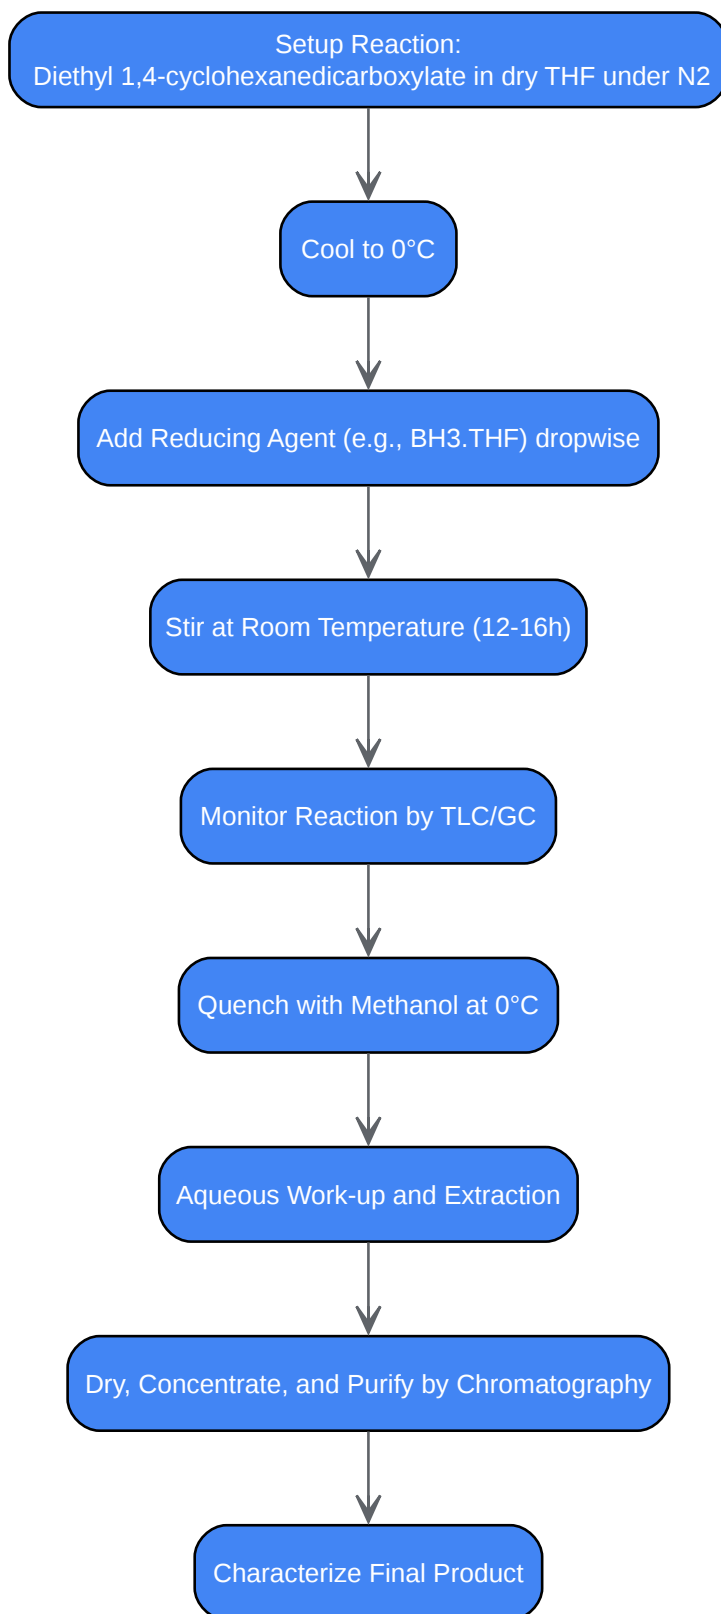 Setup Reaction:
Diethyl 1,4-cyclohexanedicarboxylate in dry THF under N2
Cool to 0°C
Add Reducing Agent (e.g., BH3.THF) dropwise
Stir at Room Temperature (12-16h)
Monitor Reaction by TLC/GC
Quench with Methanol at 0°C
Aqueous Work-up and Extraction
Dry, Concentrate, and Purify by Chromatography
Characterize Final Product